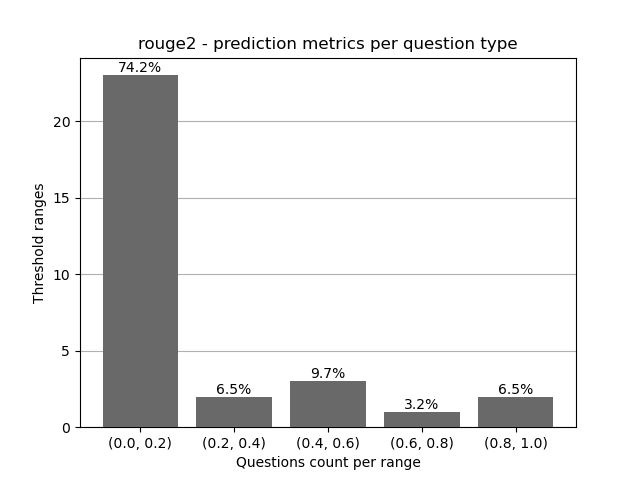 rouge2 - prediction metrics per question type
74.2%
6.5%
9.7%
3.2%
6.5%
Threshold ranges
20
15
10
5
0
(0.0, 0.2) (0.2, 0.4) (0.4, 0.6) (0.6, 0.8) (0.8, 1.0)
Questions count per range